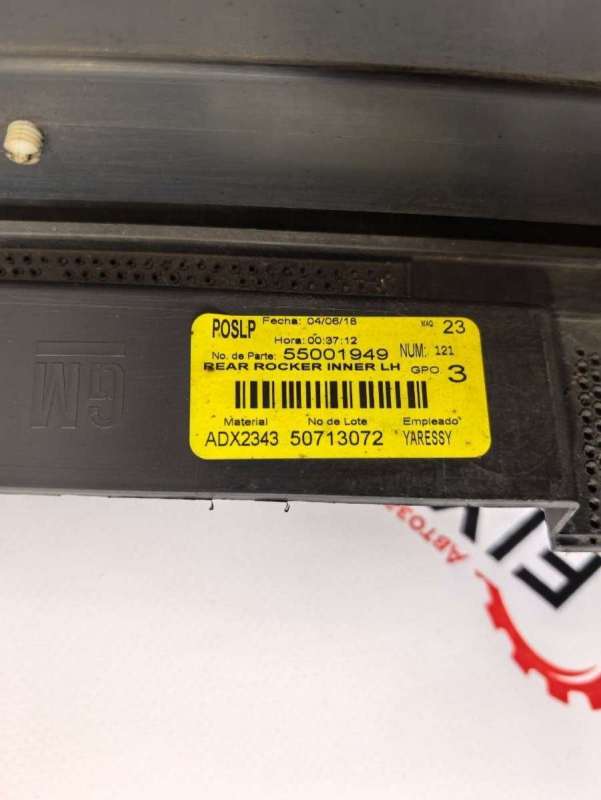 POSLP Fecha: 04/06/18 MAQ 23
Hora: 00:37:12
No. de Parte: 55001949 NUM: 121
REAR ROCKER INNER LH GPO 3
Material No de Lote Empleado
ADX2343 50713072 YARESSY
GM